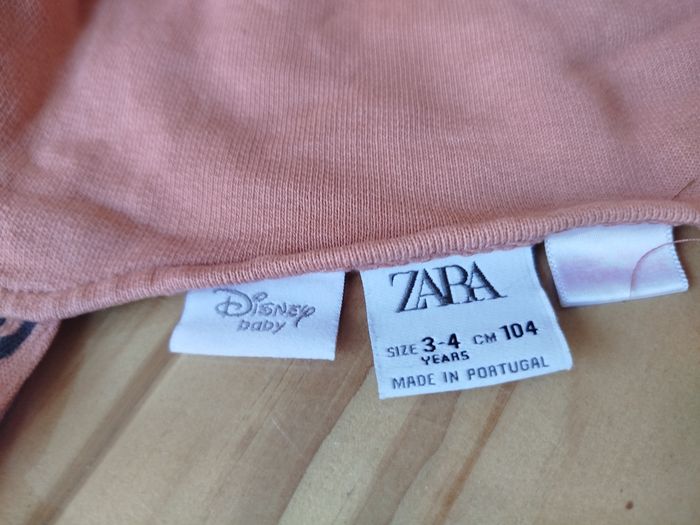 Disney
baby
ZARA
SIZE 3-4 CM 104
YEARS
MADE IN PORTUGAL